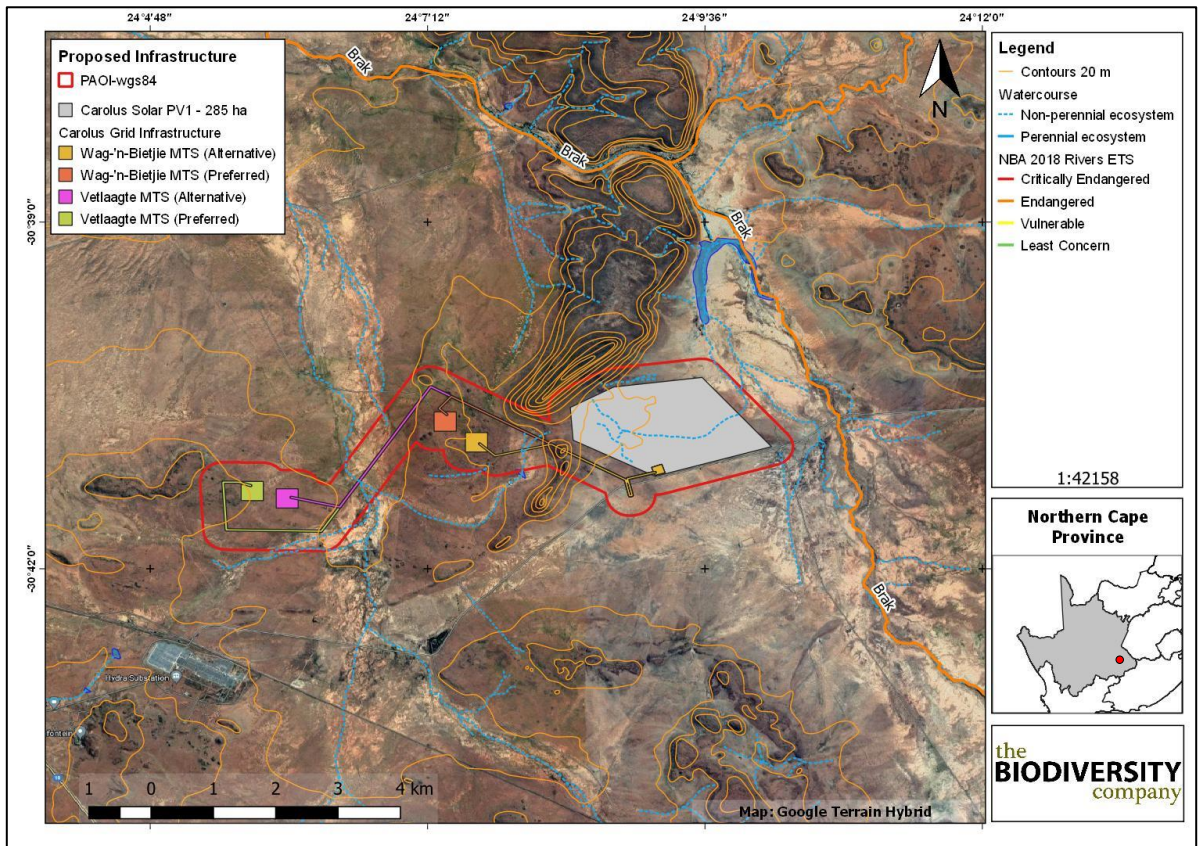 24°4'48"
24°7'12"
24°9'36"
24°12'0"
-30°39'0"
-30°42'0"
Proposed Infrastructure
PAOI-wgs84
Carolus Solar PV1 - 285 ha
Carolus Grid Infrastructure
Wag-'n-Bietjie MTS (Alternative)
Wag-'n-Bietjie MTS (Preferred)
Vetlaagte MTS (Alternative)
Vetlaagte MTS (Preferred)
Brak
Brak
Brak
Brak
N
Hydra Substation
fontein
1 0 1 2 3 4 km
Map: Google Terrain Hybrid
Legend
Contours 20 m
Watercourse
Non-perennial ecosystem
Perennial ecosystem
NBA 2018 Rivers ETS
Critically Endangered
Endangered
Vulnerable
Least Concern
1:42158
Northern Cape
Province
the
BIODIVERSITY
company